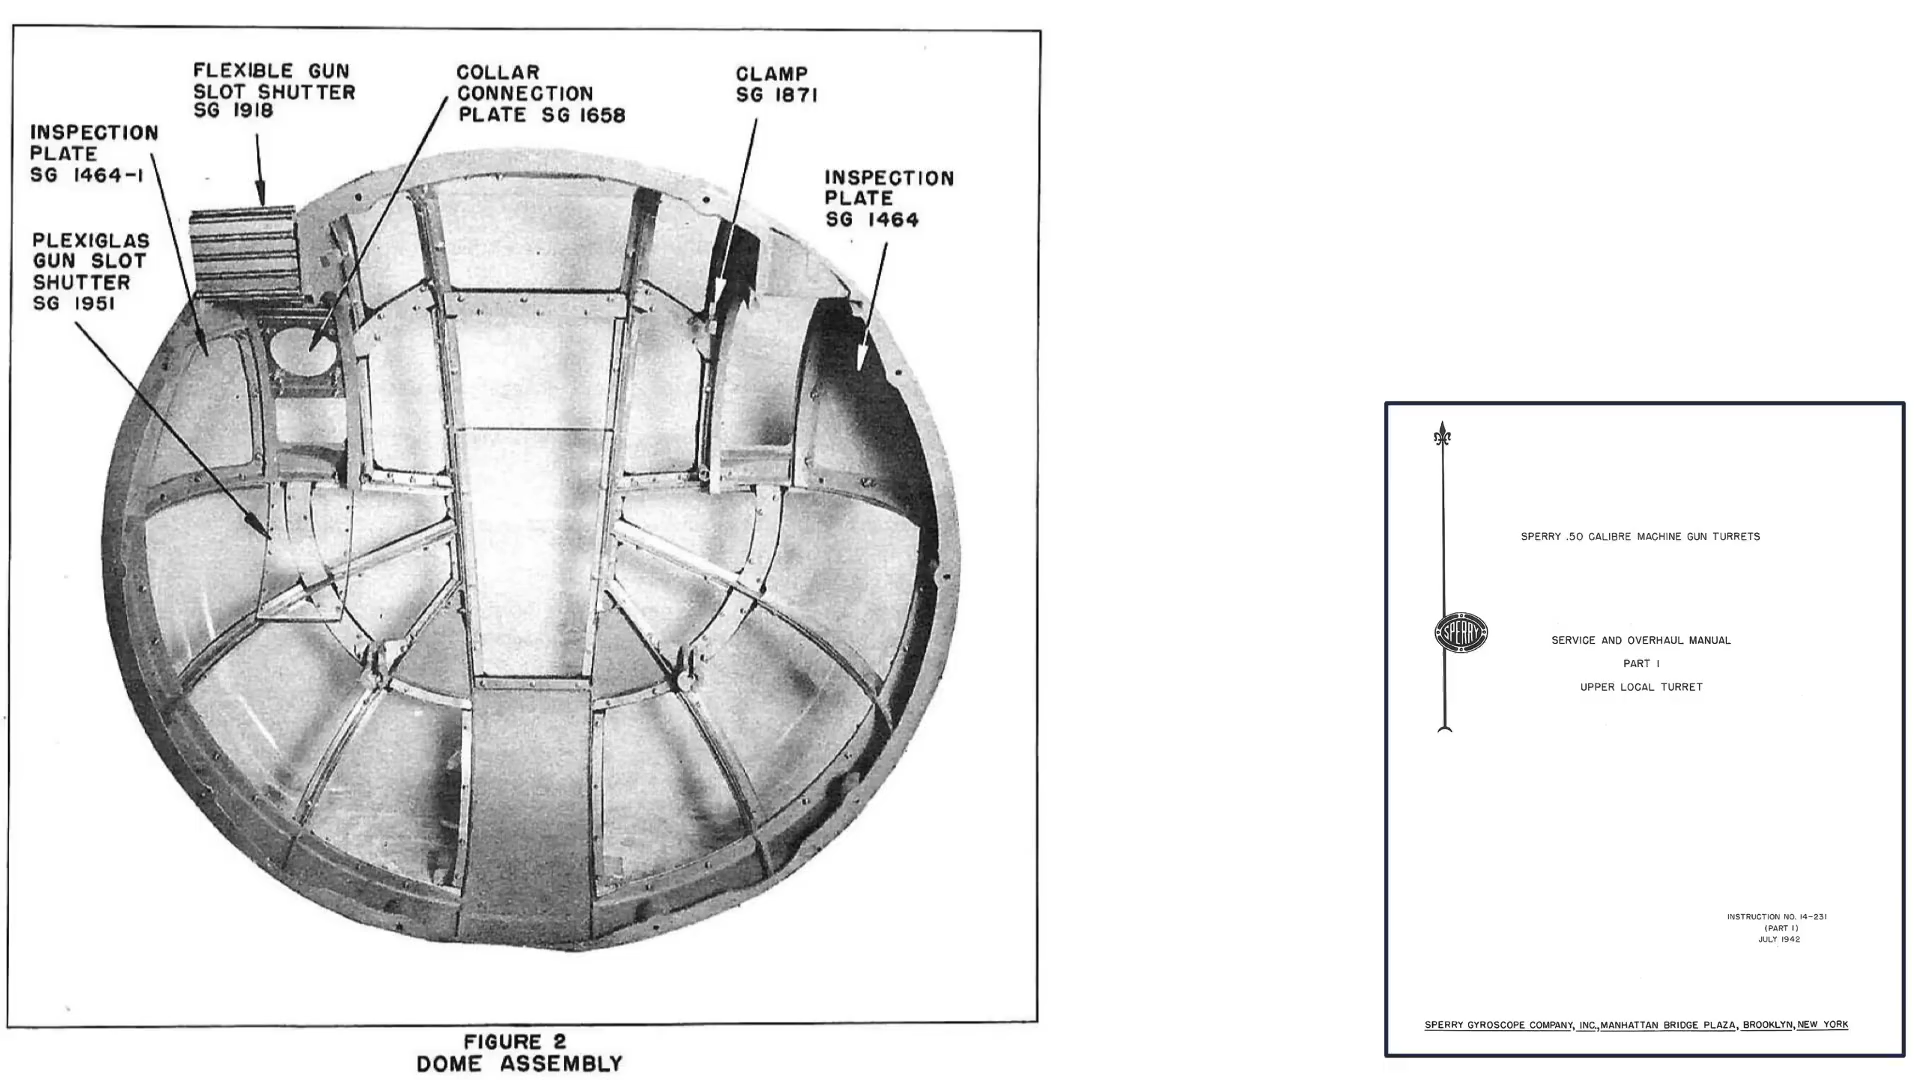 FLEXIBLE GUN
SLOT SHUTTER
SG 1918
COLLAR
CONNECTION
PLATE SG 1658
CLAMP
SG 1871
INSPECTION
PLATE
SG 1464-1
INSPECTION
PLATE
SG 1464
PLEXIGLAS
GUN SLOT
SHUTTER
SG 1951
FIGURE 2
DOME ASSEMBLY
SPERRY .50 CALIBRE MACHINE GUN TURRETS
SPERRY
SERVICE AND OVERHAUL MANUAL
PART I
UPPER LOCAL TURRET
INSTRUCTION NO. 14-231
(PART I)
JULY 1942
SPERRY GYROSCOPE COMPANY, INC., MANHATTAN BRIDGE PLAZA, BROOKLYN, NEW YORK